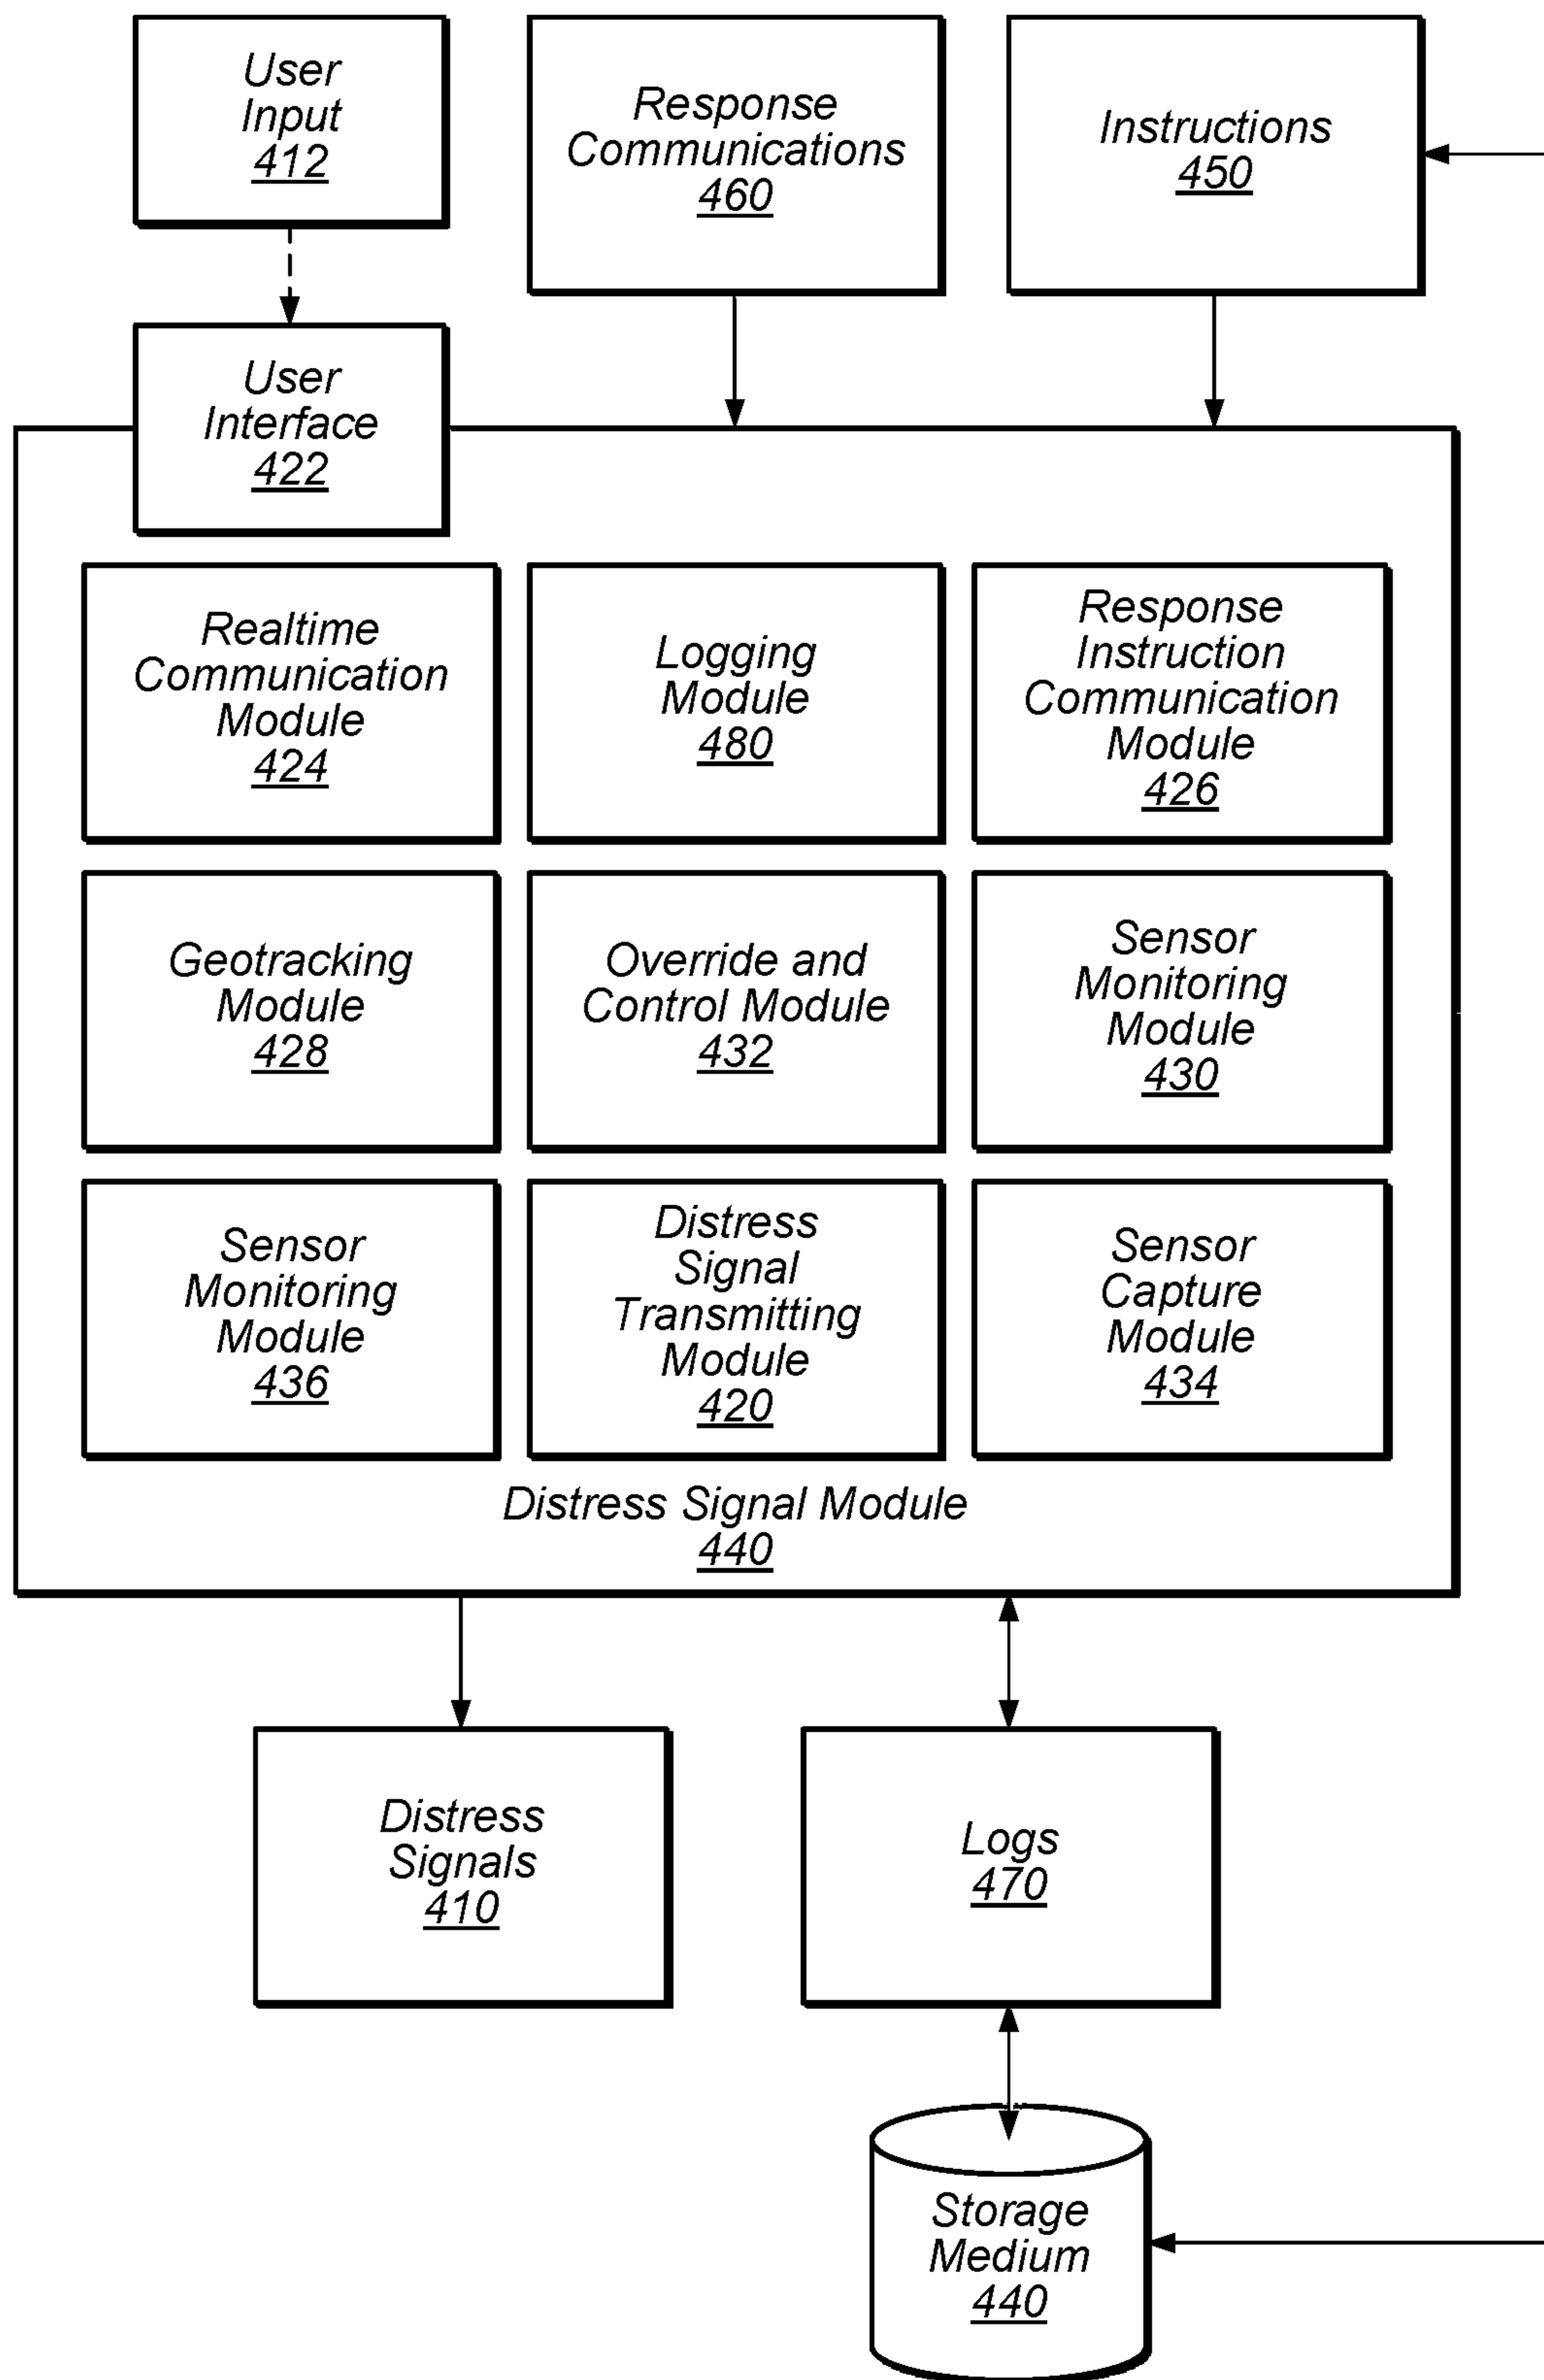 User
Input
412
Response
Communications
460
Instructions
450
User
Interface
422
Realtime
Communication
Module
424
Logging
Module
480
Response
Instruction
Communication
Module
426
Geotracking
Module
428
Override and
Control Module
432
Sensor
Monitoring
Module
430
Sensor
Monitoring
Module
436
Distress
Signal
Transmitting
Module
420
Sensor
Capture
Module
434
Distress Signal Module
440
Distress
Signals
410
Logs
470
Storage
Medium
440